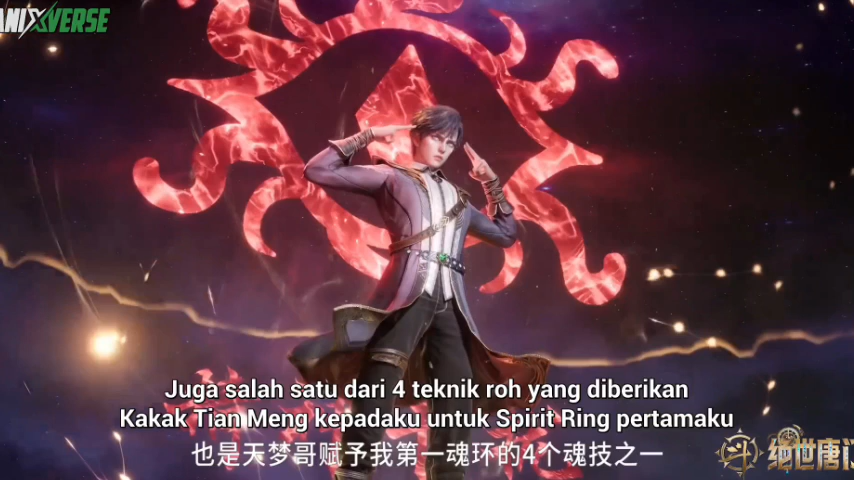 ANIXVERSE
Juga salah satu dari 4 teknik roh yang diberikan
Kakak Tian Meng kepadaku untuk Spirit Ring pertamaku
也是天梦哥赋予我第一魂环的4个魂技之一
绝世唐门